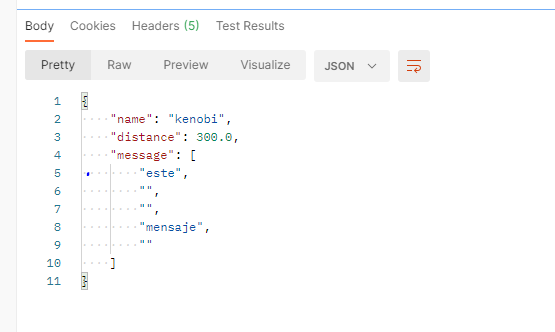 Body Cookies Headers (5) Test Results
Pretty Raw Preview Visualize JSON
1 {
2 "name": "kenobi",
3 "distance": 300.0,
4 "message": [
5 "este",
6 "",
7 "",
8 "mensaje",
9 ""
10 ]
11 }